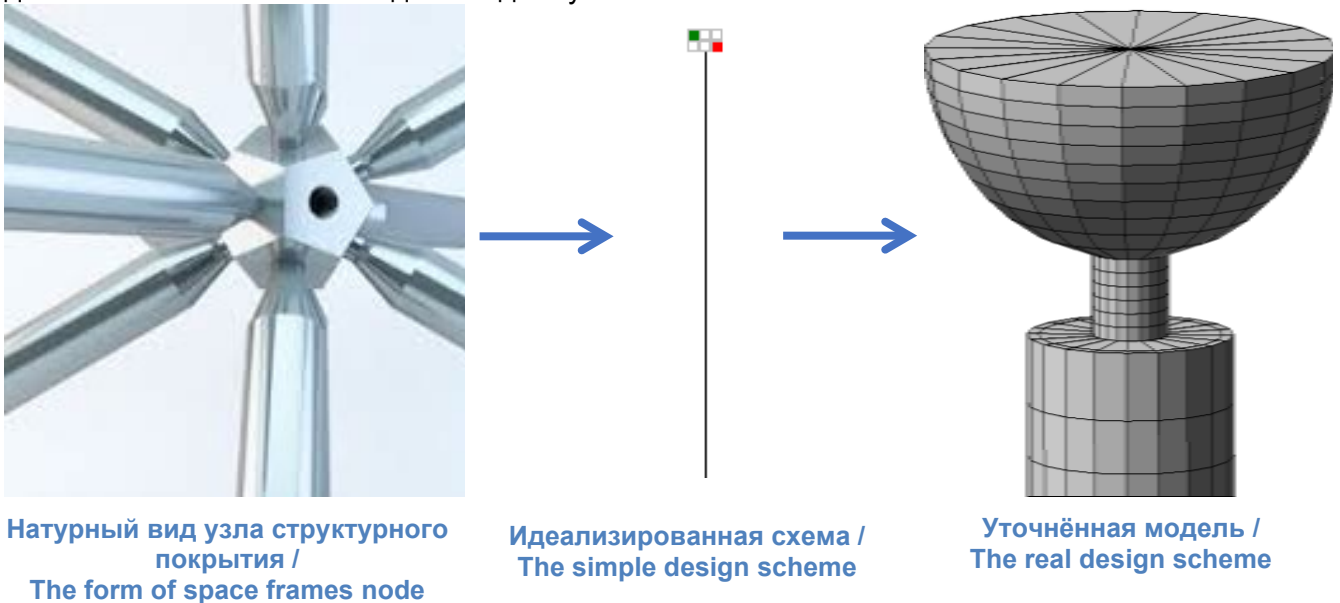 Натурный вид узла структурного
покрытия /
The form of space frames node
Идеализированная схема /
The simple design scheme
Уточнённая модель /
The real design scheme